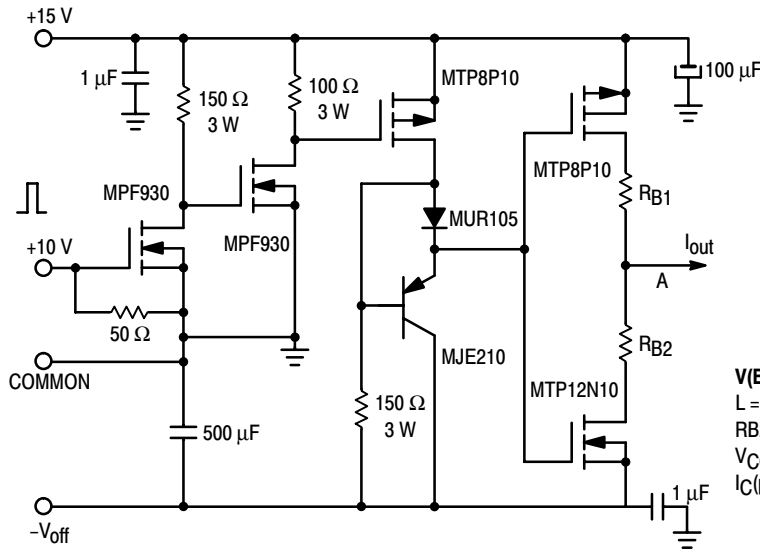 +15 V
1 μF
150 Ω
3 W
100 Ω
3 W
MTP8P10
100 μF
MPF930
MPF930
MTP8P10
RB1
MUR105
+10 V
50 Ω
Iout
A
COMMON
MJE210
RB2
MTP12N10
500 μF
150 Ω
3 W
1 μF
–Voff
L =